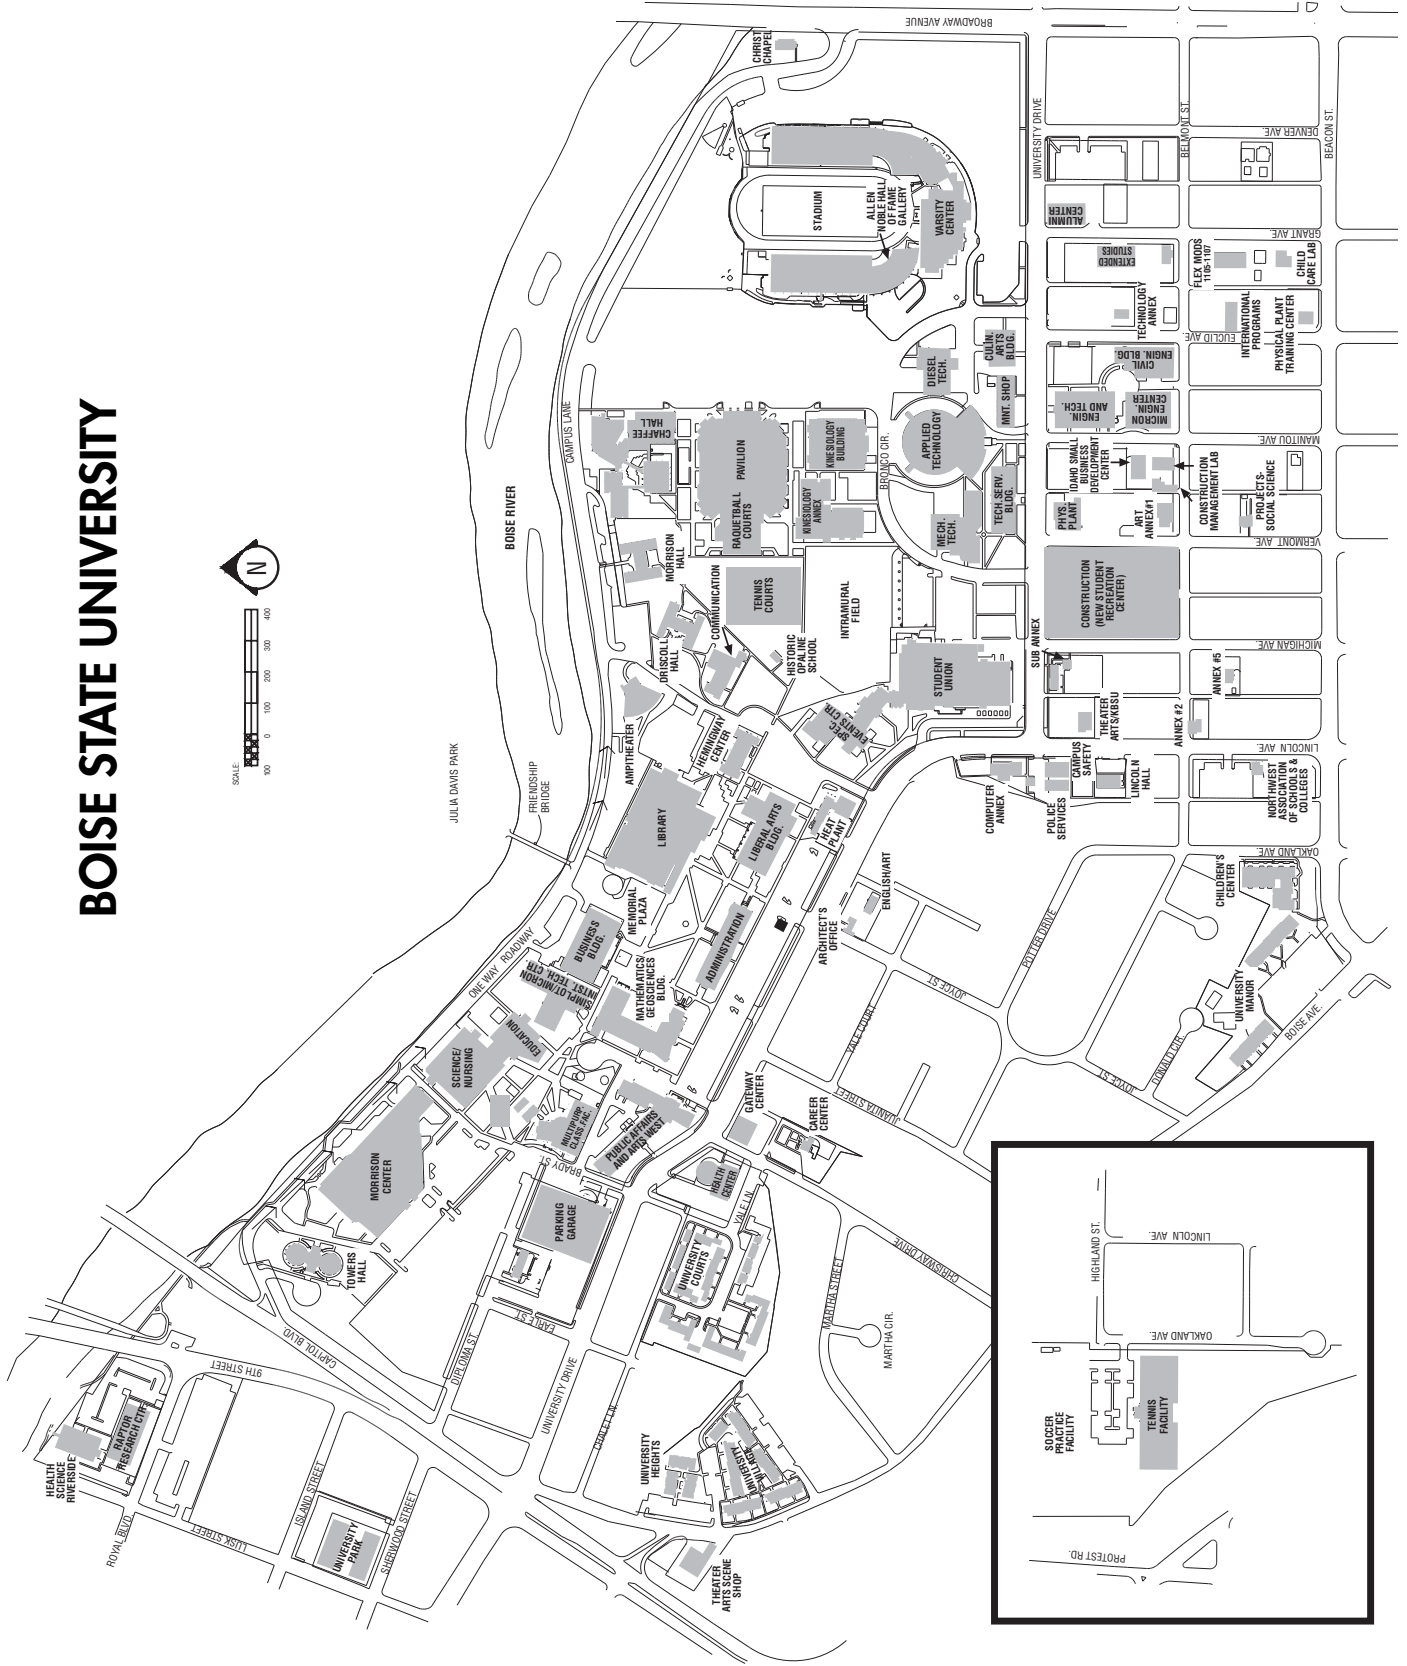 BOISE STATE UNIVERSITY
N
SCALE:
100
0
100
200
300
400
JULIA DAVIS PARK
BOISE RIVER
FRIENDSHIP
BRIDGE
ONE WAY ROADWAY
CAMPUS LANE
BROADWAY AVENUE
CHRIST
CHAPEL
STADIUM
ALLEN
NOBLE HALL
OF FAME
GALLERY
VARSITY
CENTER
CHAFFEE
HALL
PAVILION
RAQUETBALL
COURTS
KINESIOLOGY
BUILDING
KINESIOLOGY
ANNEX
BRONCO CIR.
DIESEL
TECH.
CULIN.
ARTS
BLDG.
MNT. SHOP
APPLIED
TECHNOLOGY
MECH.
TECH.
TECH.SERV.
BLDG.
MORRISON
HALL
DRISCOLL
HALL
COMMUNICATION
TENNIS
COURTS
HISTORIC
OPALINE
SCHOOL
INTRAMURAL
FIELD
STUDENT
UNION
SPEC.
EVENTS CTR.
AMPITHEATER
HEMINGWAY
CENTER
LIBRARY
LIBERAL ARTS
BLDG.
HEAT
PLANT
MEMORIAL
PLAZA
BUSINESS
BLDG.
SIMPLOT/MICRON
INTST. TECH. CTR.
MATHEMATICS/
GEOSCIENCES
BLDG.
ADMINISTRATION
ARCHITECT'S
OFFICE
ENGLISH/ART
EDUCATION
SCIENCE/
NURSING
MULTIPURP.
CLASS.FAC.
PUBLIC AFFAIRS
AND ARTS WEST
BRADY ST.
MORRISON
CENTER
TOWERS
HALL
PARKING
GARAGE
GATEWAY
CENTER
CAREER
CENTER
HEALTH
CENTER
YALE LN.
UNIVERSITY
COURTS
EARLE ST.
DIPLOMA ST.
UNIVERSITY DRIVE
CHALET LN.
CAPITOL BLVD.
9TH STREET
RAPTOR
RESEARCH CTR.
HEALTH
SCIENCE
RIVERSIDE
ROYAL BLVD.
LUSK STREET
ISLAND STREET
SHERWOOD STREET
UNIVERSITY
PARK
UNIVERSITY
HEIGHTS
UNIVERSITY
VILLAGE
THEATER
ARTS SCENE
SHOP
MARTHA STREET
MARTHA CIR.
CHRISWAY DRIVE
JUANITA STREET
YALE COURT
JOYCE ST.
JOYCE ST.
POTTER DRIVE
DONALD CIR.
BOISE AVE.
UNIVERSITY
MANOR
CHILDREN'S
CENTER
OAKLAND AVE.
UNIVERSITY DRIVE
BELMONT ST.
BEACON ST.
DENVER AVE.
GRANT AVE.
EUCLID AVE.
MANITOU AVE.
VERMONT AVE.
MICHIGAN AVE.
LINCOLN AVE.
ALUMNI
CENTER
EXTENDED
STUDIES
FLEX MODS
1105-1107
CHILD
CARE LAB
TECHNOLOGY
ANNEX
INTERNATIONAL
PROGRAMS
PHYSICAL PLANT
TRAINING CENTER
CIVIL
ENGIN. BLDG.
ENGIN.
AND TECH.
MICRON
ENGIN.
CENTER
IDAHO SMALL
BUSINESS
DEVELOPMENT
CENTER
CONSTRUCTION
MANAGEMENT LAB
PROJECTS-
SOCIAL SCIENCE
PHYS.
PLANT
ART
ANNEX#1
CONSTRUCTION
(NEW STUDENT
RECREATION
CENTER)
SUB ANNEX
THEATER
ARTS/KBSU
ANNEX #5
ANNEX #2
COMPUTER
ANNEX
POLICE
SERVICES
CAMPUS
SAFETY
LINCOLN
HALL
NORTHWEST
ASSOCIATION
OF SCHOOLS &
COLLEGES
HIGHLAND ST.
LINCOLN AVE.
OAKLAND AVE.
SOCCER
PRACTICE
FACILITY
TENNIS
FACILITY
PROTEST RD.